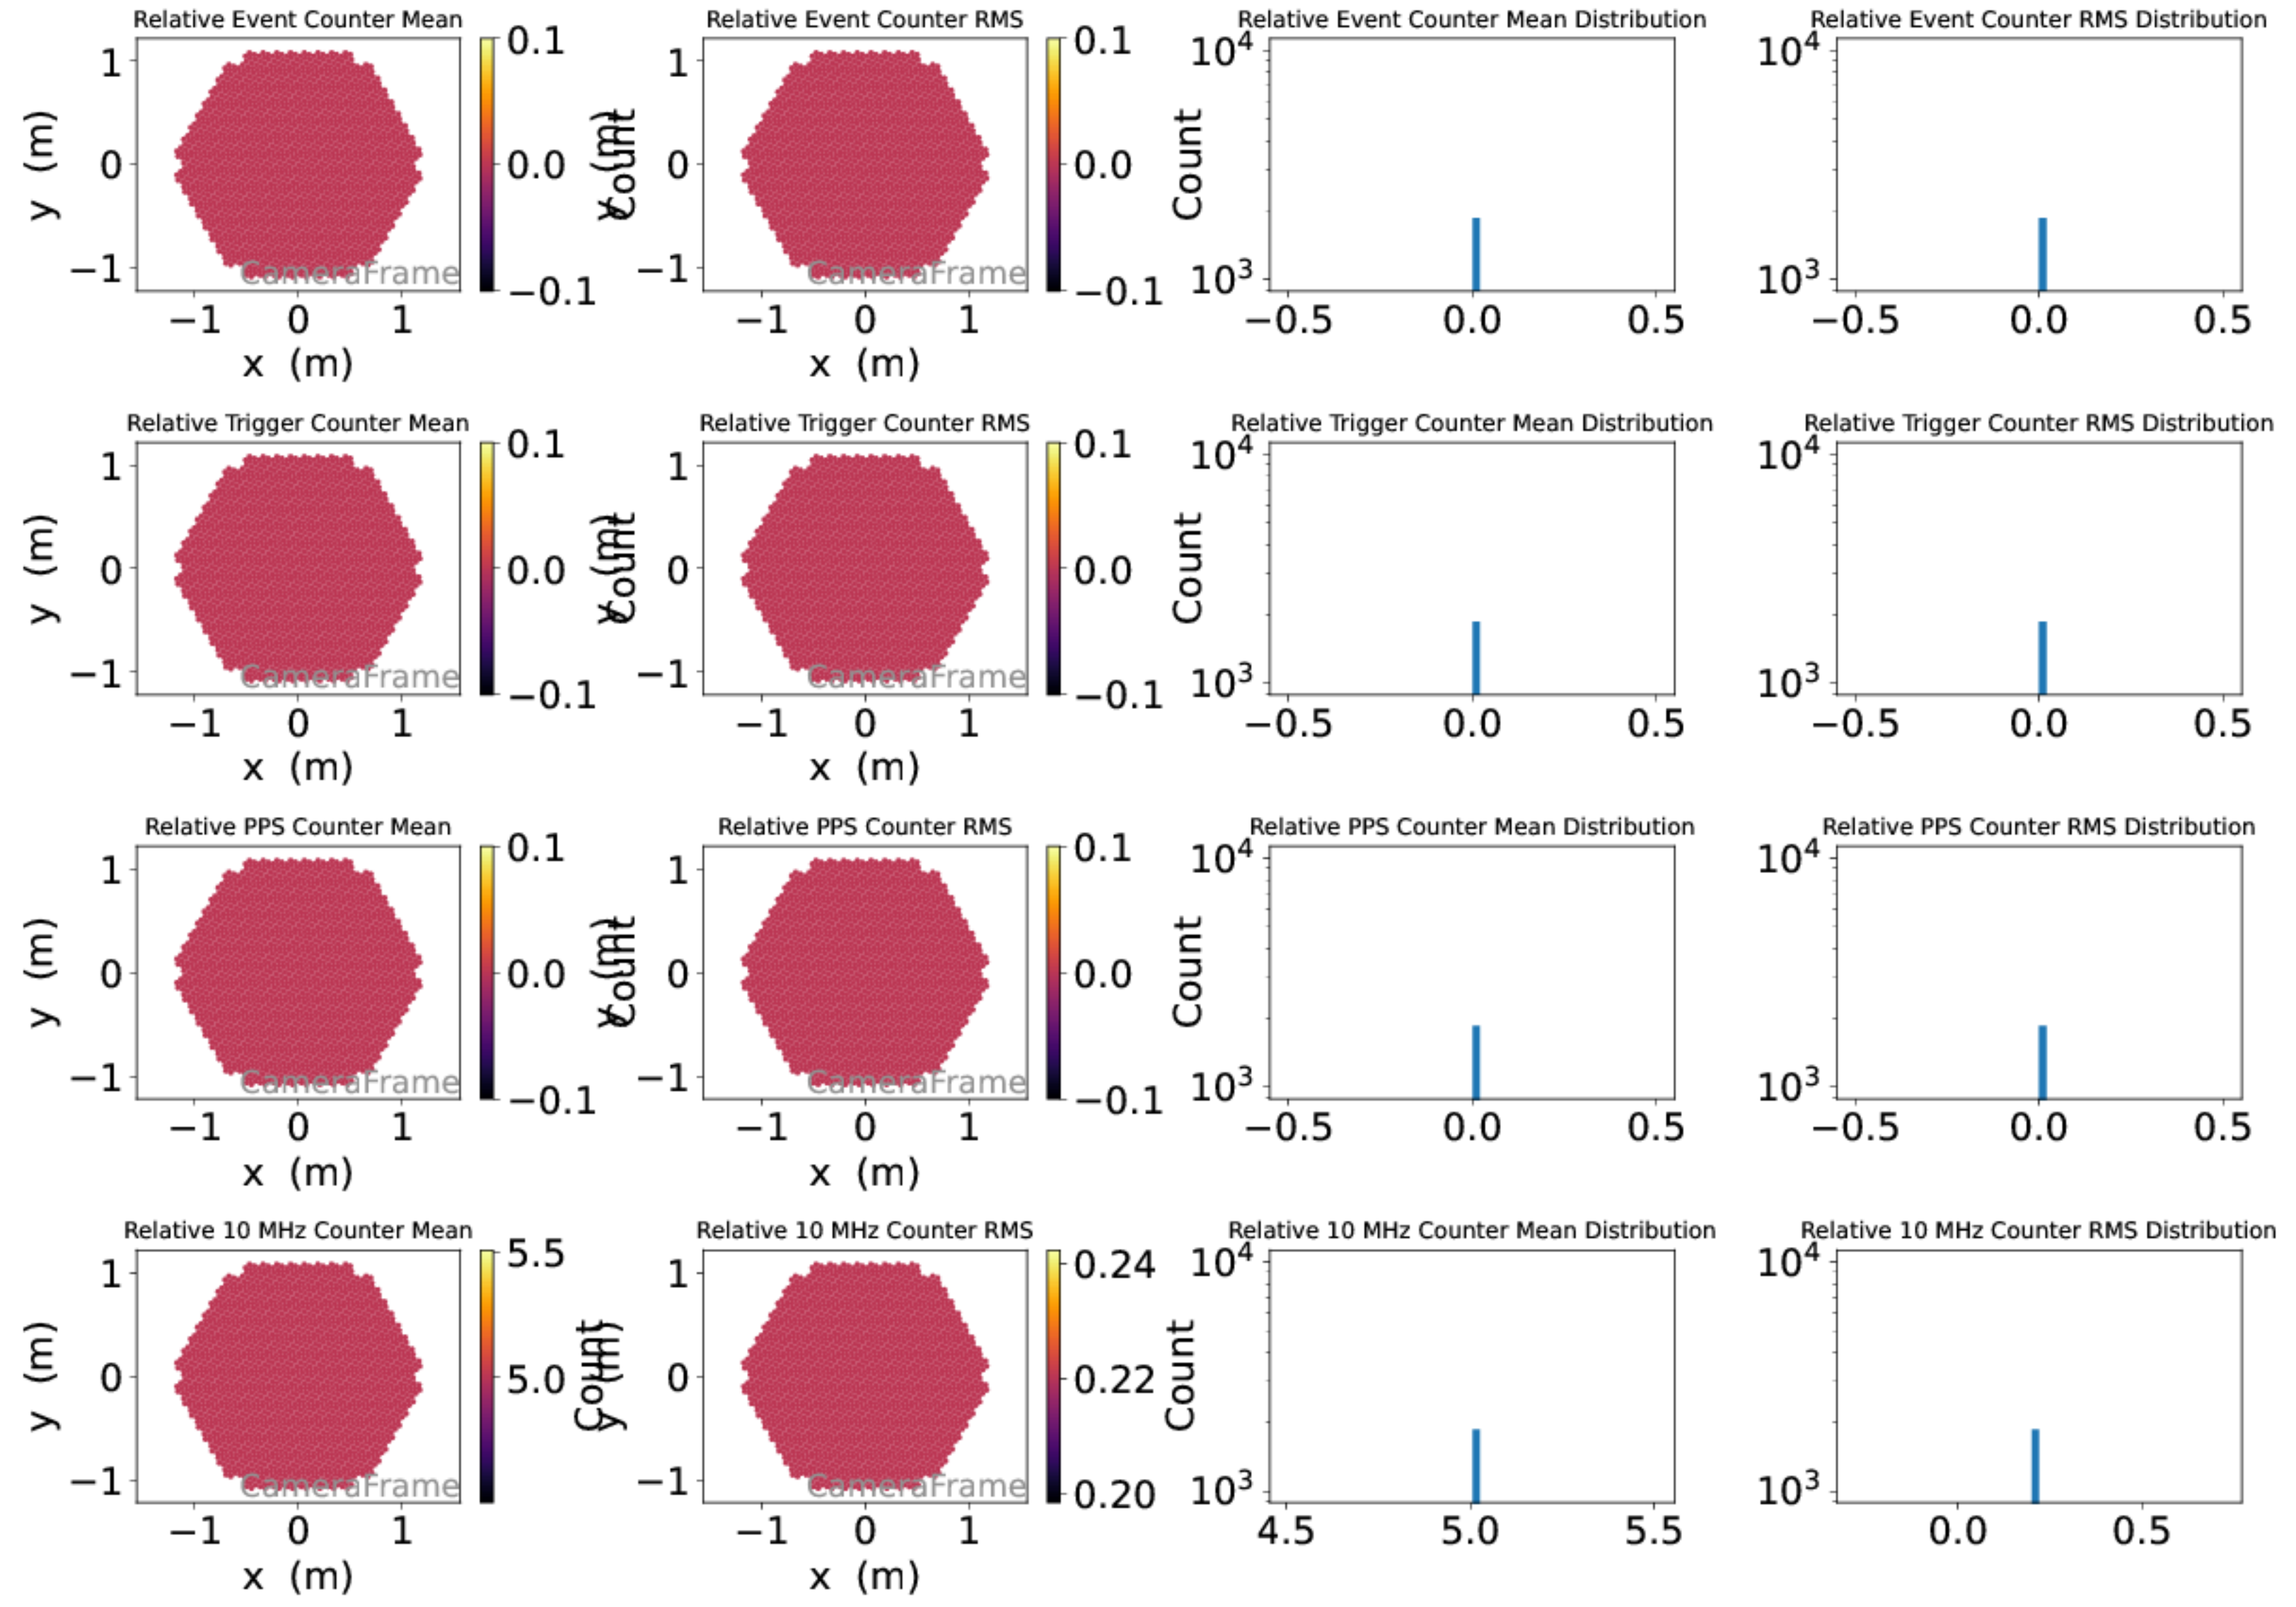 Relative Event Counter Mean
Relative Event Counter RMS
Relative Event Counter Mean Distribution
Relative Event Counter RMS Distribution
y (m)
1
0
−1
CameraFrame
−1 0 1
x (m)
0.1
0.0
−0.1
Count
y (m)
1
0
−1
CameraFrame
−1 0 1
x (m)
0.1
0.0
−0.1
Count
10⁴
10³
−0.5 0.0 0.5
10⁴
10³
−0.5 0.0 0.5
Relative Trigger Counter Mean
Relative Trigger Counter RMS
Relative Trigger Counter Mean Distribution
Relative Trigger Counter RMS Distribution
y (m)
1
0
−1
CameraFrame
−1 0 1
x (m)
0.1
0.0
−0.1
Count
y (m)
1
0
−1
CameraFrame
−1 0 1
x (m)
0.1
0.0
−0.1
Count
10⁴
10³
−0.5 0.0 0.5
10⁴
10³
−0.5 0.0 0.5
Relative PPS Counter Mean
Relative PPS Counter RMS
Relative PPS Counter Mean Distribution
Relative PPS Counter RMS Distribution
y (m)
1
0
−1
CameraFrame
−1 0 1
x (m)
0.1
0.0
−0.1
Count
y (m)
1
0
−1
CameraFrame
−1 0 1
x (m)
0.1
0.0
−0.1
Count
10⁴
10³
−0.5 0.0 0.5
10⁴
10³
−0.5 0.0 0.5
Relative 10 MHz Counter Mean
Relative 10 MHz Counter RMS
Relative 10 MHz Counter Mean Distribution
Relative 10 MHz Counter RMS Distribution
y (m)
1
0
−1
CameraFrame
−1 0 1
x (m)
5.5
5.0
Count
y (m)
1
0
−1
CameraFrame
−1 0 1
x (m)
0.24
0.22
0.20
Count
10⁴
10³
4.5 5.0 5.5
10⁴
10³
0.0 0.5